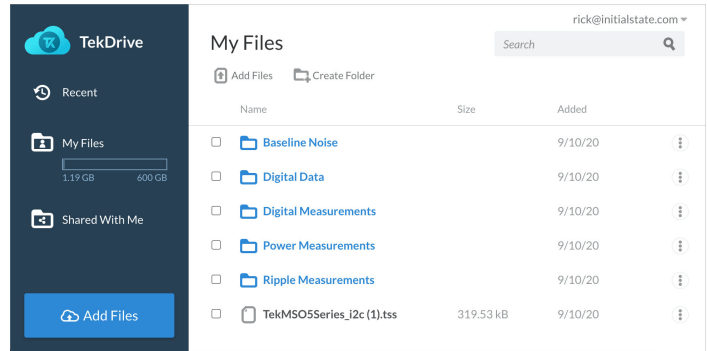 rick@initialstate.com
TekDrive
My Files
Search
Add Files Create Folder
Recent
Name Size Added
My Files
1.19 GB 600 GB
Baseline Noise 9/10/20
Digital Data 9/10/20
Shared With Me
Digital Measurements 9/10/20
Power Measurements 9/10/20
Ripple Measurements 9/10/20
Add Files
TekMSO5Series_i2c (1).tss 319.53 kB 9/10/20